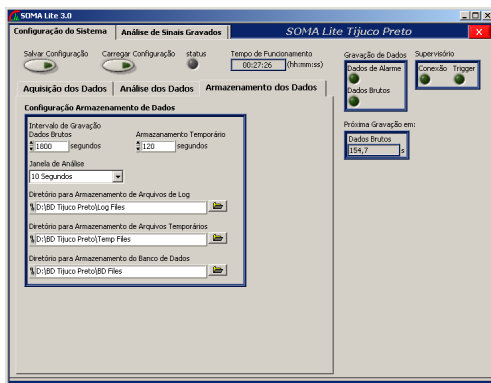 SOMA Lite 3.0
Configuração do Sistema
Análise de Sinais Gravados
SOMA Lite Tijuco Preto
X
Salvar Configuração
Carregar Configuração
status
Tempo de Funcionamento
00:27:26 (hh:mm:ss)
Gravação de Dados
Supervisório
Dados de Alarme
Conexão Trigger
Dados Brutos
Aquisição dos Dados
Análise dos Dados
Armazenamento dos Dados
Configuração Armazenamento de Dados
Intervalo de Gravação
Dados Brutos
Armazanamento Temporário
1800 segundos
120 segundos
Janela de Análise
10 Segundos
Diretório para Armazenamento de Arquivos de Log
D:\BD Tijuco Preto\Log Files
Diretório para Armazenamento de Arquivos Temporários
D:\BD Tijuco Preto\Temp Files
Diretório para Armazenamento do Banco de Dados
D:\BD Tijuco Preto\BD Files
Próxima Gravação em:
Dados Brutos
154,7 s